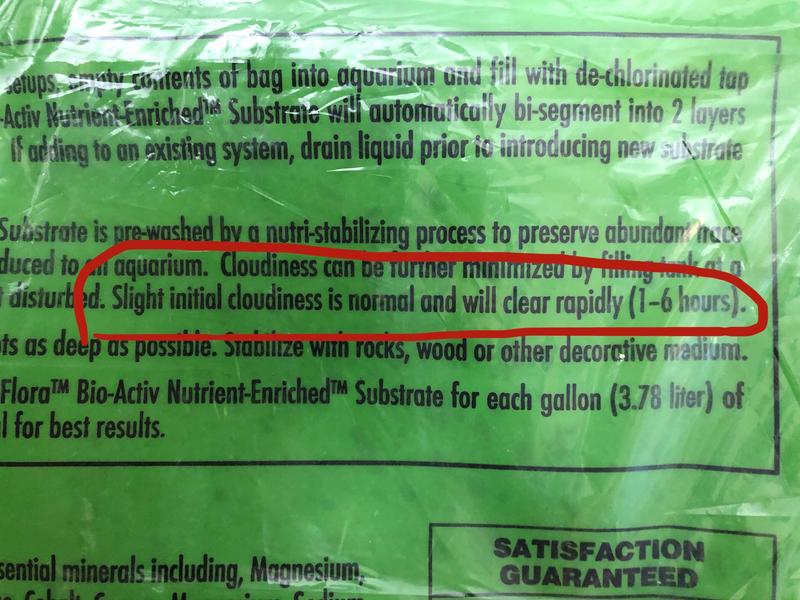 setups, empty contents of bag into aquarium and fill with de-chlorinated tap
-Activ Nutrient-Enriched™ Substrate will automatically bi-segment into 2 layers
If adding to an existing system, drain liquid prior to introducing new substrate
Substrate is pre-washed by a nutri-stabilizing process to preserve abundant trace
duced to an aquarium. Cloudiness can be further minimized by filling tank at a
t disturbed. Slight initial cloudiness is normal and will clear rapidly (1-6 hours).
ts as deep as possible. Stabilize with rocks, wood or other decorative medium.
Flora™ Bio-Activ Nutrient-Enriched™ Substrate for each gallon (3.78 liter) of
l for best results.
SATISFACTION
GUARANTEED
sential minerals including, Magnesium,